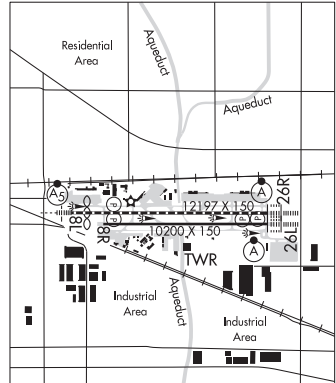 Residential
Area
Aqueduct
Aqueduct
A5
A
26R
P
P
P
P
12197 X 150
8L
8R
10200 X 150
26L
A
TWR
Industrial
Area
Aqueduct
Industrial
Area